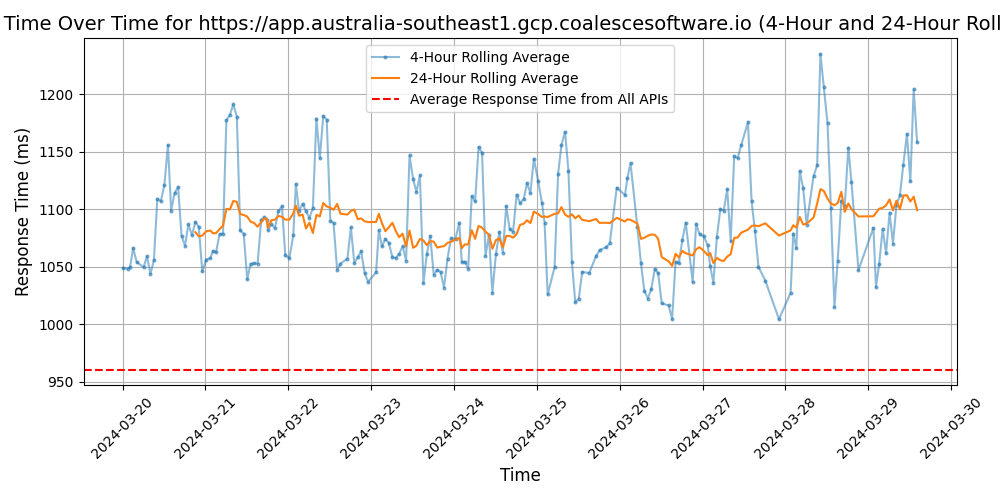 Time Over Time for https://app.australia-southeast1.gcp.coalescesoftware.io (4-Hour and 24-Hour Roll
4-Hour Rolling Average
24-Hour Rolling Average
Average Response Time from All APIs
Response Time (ms)
1200
1150
1100
1050
1000
950
2024-03-20
2024-03-21
2024-03-22
2024-03-23
2024-03-24
2024-03-25
2024-03-26
2024-03-27
2024-03-28
2024-03-29
2024-03-30
Time